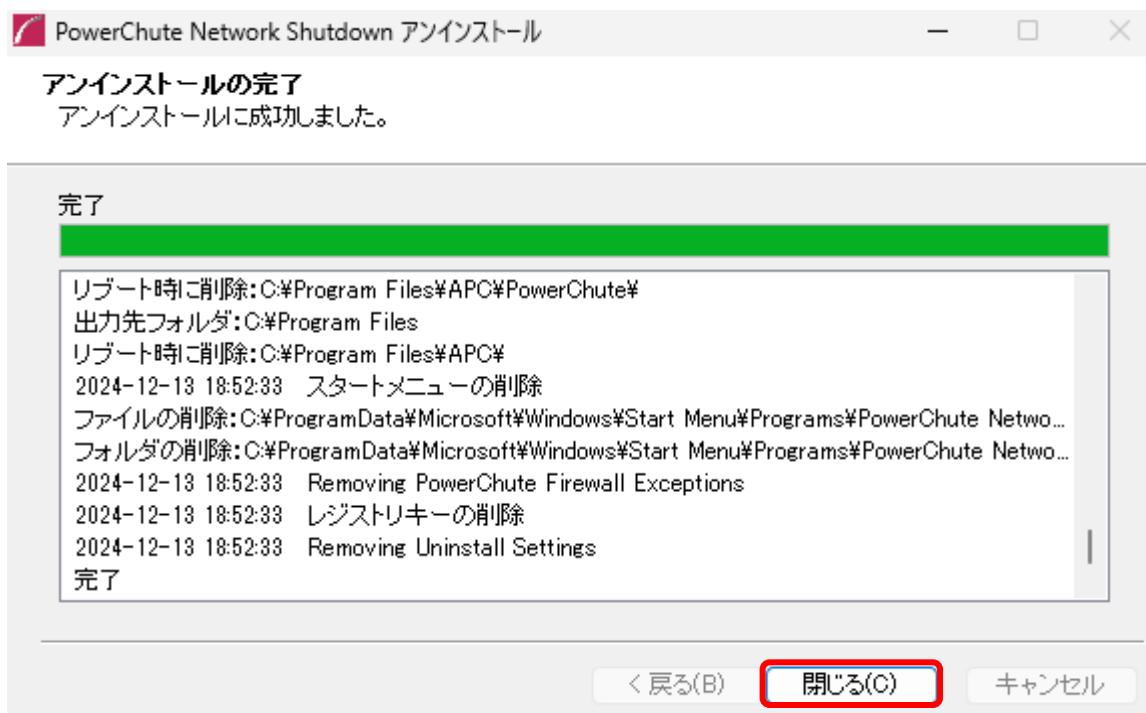 PowerChute Network Shutdown アンインストール
アンインストールの完了
アンインストールに成功しました。
完了
リブート時に削除:C:¥Program Files¥APC¥PowerChute¥
出力先フォルダ:C:¥Program Files
リブート時に削除:C:¥Program Files¥APC¥
2024-12-13 18:52:33 スタートメニューの削除
ファイルの削除:C:¥ProgramData¥Microsoft¥Windows¥Start Menu¥Programs¥PowerChute Netwo...
フォルダの削除:C:¥ProgramData¥Microsoft¥Windows¥Start Menu¥Programs¥PowerChute Netwo...
2024-12-13 18:52:33 Removing PowerChute Firewall Exceptions
2024-12-13 18:52:33 レジストリキーの削除
2024-12-13 18:52:33 Removing Uninstall Settings
完了
< 戻る(B) 閉じる(C) キャンセル